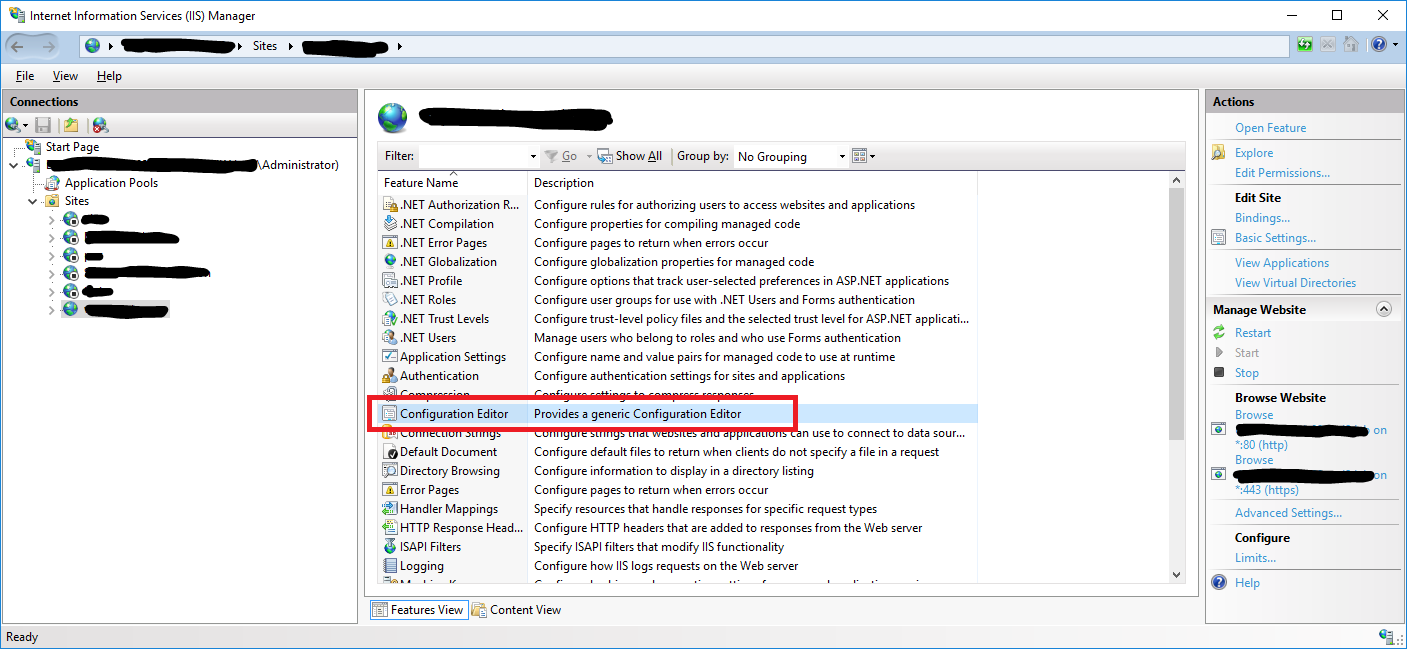 Internet Information Services (IIS) Manager
Sites
File View Help
Connections
Start Page
\Administrator)
Application Pools
Sites
Filter: Go Show All Group by: No Grouping
Feature Name Description
.NET Authorization R... Configure rules for authorizing users to access websites and applications
.NET Compilation Configure properties for compiling managed code
.NET Error Pages Configure pages to return when errors occur
.NET Globalization Configure globalization properties for managed code
.NET Profile Configure options that track user-selected preferences in ASP.NET applications
.NET Roles Configure user groups for use with .NET Users and Forms authentication
.NET Trust Levels Configure trust-level policy files and the selected trust level for ASP.NET applicati...
.NET Users Manage users who belong to roles and who use Forms authentication
Application Settings Configure name and value pairs for managed code to use at runtime
Authentication Configure authentication settings for sites and applications
Compression Configure settings to compress responses
Configuration Editor Provides a generic Configuration Editor
Connection Strings Configure strings that websites and applications can use to connect to data sour...
Default Document Configure default files to return when clients do not specify a file in a request
Directory Browsing Configure information to display in a directory listing
Error Pages Configure pages to return when errors occur
Handler Mappings Specify resources that handle responses for specific request types
HTTP Response Head... Configure HTTP headers that are added to responses from the Web server
ISAPI Filters Specify ISAPI filters that modify IIS functionality
Logging Configure how IIS logs requests on the Web server
Features View Content View
Actions
Open Feature
Explore
Edit Permissions...
Edit Site
Bindings...
Basic Settings...
View Applications
View Virtual Directories
Manage Website
Restart
Start
Stop
Browse Website
Browse
on
*:80 (http)
Browse
on
*:443 (https)
Advanced Settings...
Configure
Limits...
Help
Ready